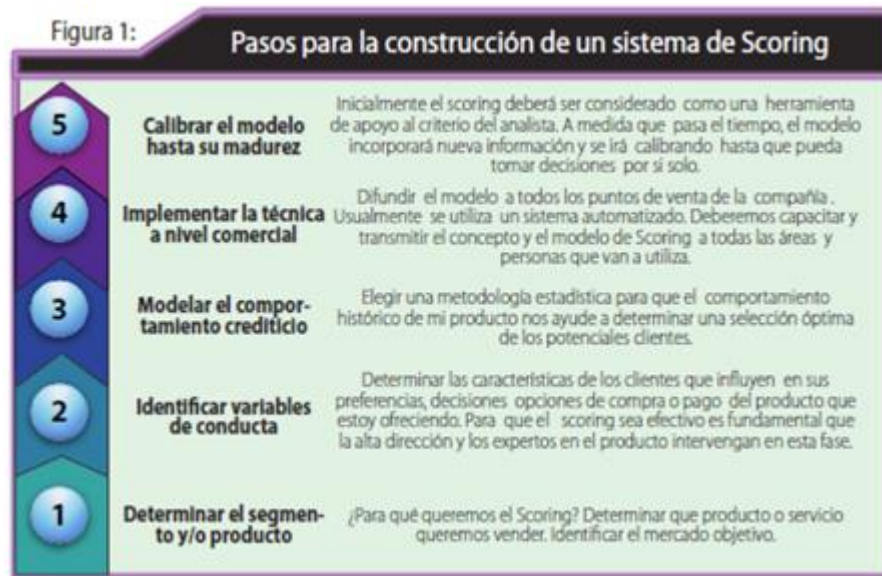 Figura 1:
Pasos para la construcción de un sistema de Scoring
5
Calibrar el modelo
hasta su madurez
Inicialmente el scoring deberá ser considerado como una herramienta
de apoyo al criterio del analista. A medida que pasa el tiempo, el modelo
incorporará nueva información y se irá calibrando hasta que pueda
tomar decisiones por si solo.
4
Implementar la técnica
a nivel comercial
Difundir el modelo a todos los puntos de venta de la compañía.
Usualmente se utiliza un sistema automatizado. Deberemos capacitar y
transmitir el concepto y el modelo de Scoring a todas las áreas y
personas que van a utiliza.
3
Modelar el compor-
tamiento crediticio
Elegir una metodología estadística para que el comportamiento
histórico de mi producto nos ayude a determinar una selección óptima
de los potenciales clientes.
2
Identificar variables
de conducta
Determinar las características de los clientes que influyen en sus
preferencias, decisiones opciones de compra o pago del producto que
estoy ofreciendo. Para que el scoring sea efectivo es fundamental que
la alta dirección y los expertos en el producto intervengan en esta fase.
1
Determinar el segmen-
to y/o producto
¿Para qué queremos el Scoring? Determinar que producto o servicio
queremos vender. Identificar el mercado objetivo.